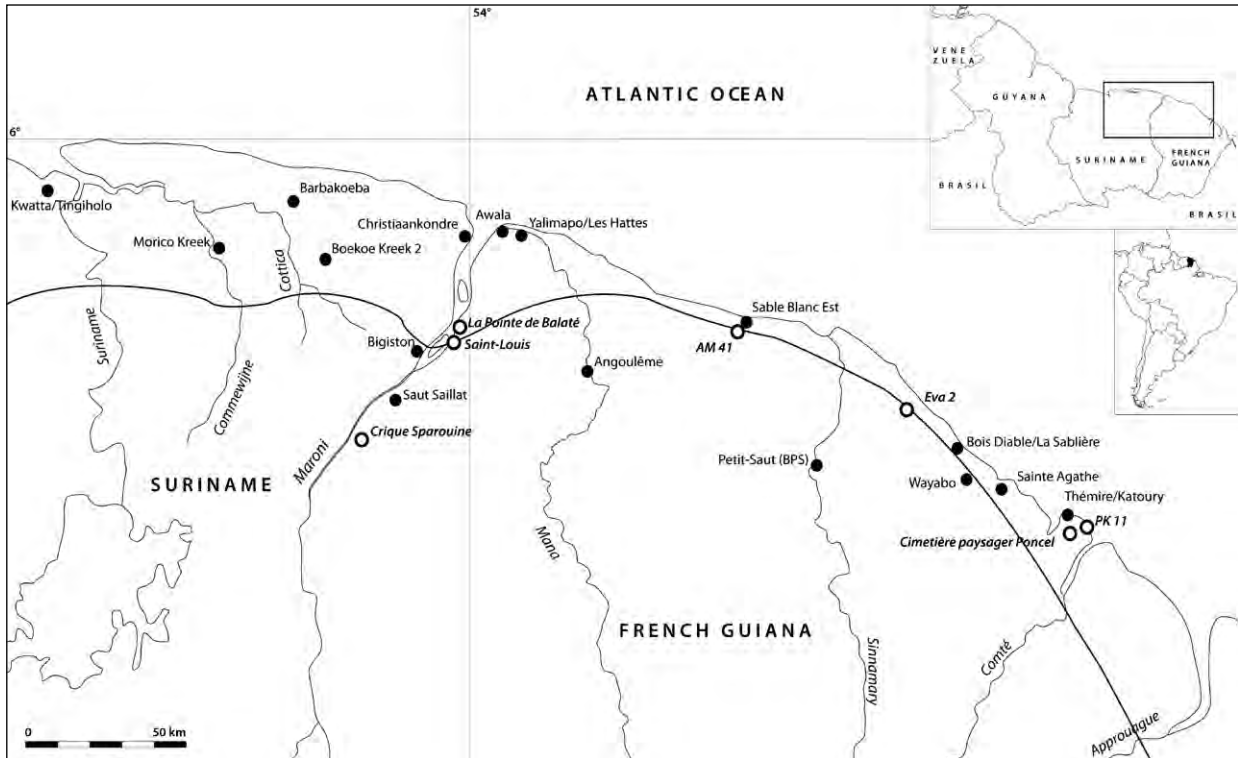 54°
ATLANTIC OCEAN
6°
VENE
ZUELA
GUYANA
SURINAME
FRENCH
GUIANA
BRASIL
BRASIL
Kwatta/Tingiholo
Barbakoeba
Morico Kreek
Boekoe Kreek 2
Christiaankondre
Awala
Yalimapo/Les Hattes
Cottica
Suriname
Commewijne
La Pointe de Balaté
Saint-Louis
Bigiston
Saut Saillat
Crique Sparouine
Maroni
Angoulême
Sable Blanc Est
AM 41
Eva 2
Bois Diable/La Sablière
Petit-Saut (BPS)
Wayabo
Sainte Agathe
Thémire/Katoury
PK 11
Cimetière paysager Poncel
SURINAME
Mana
FRENCH GUIANA
Sinnamary
Comté
Approuague
0
50 km